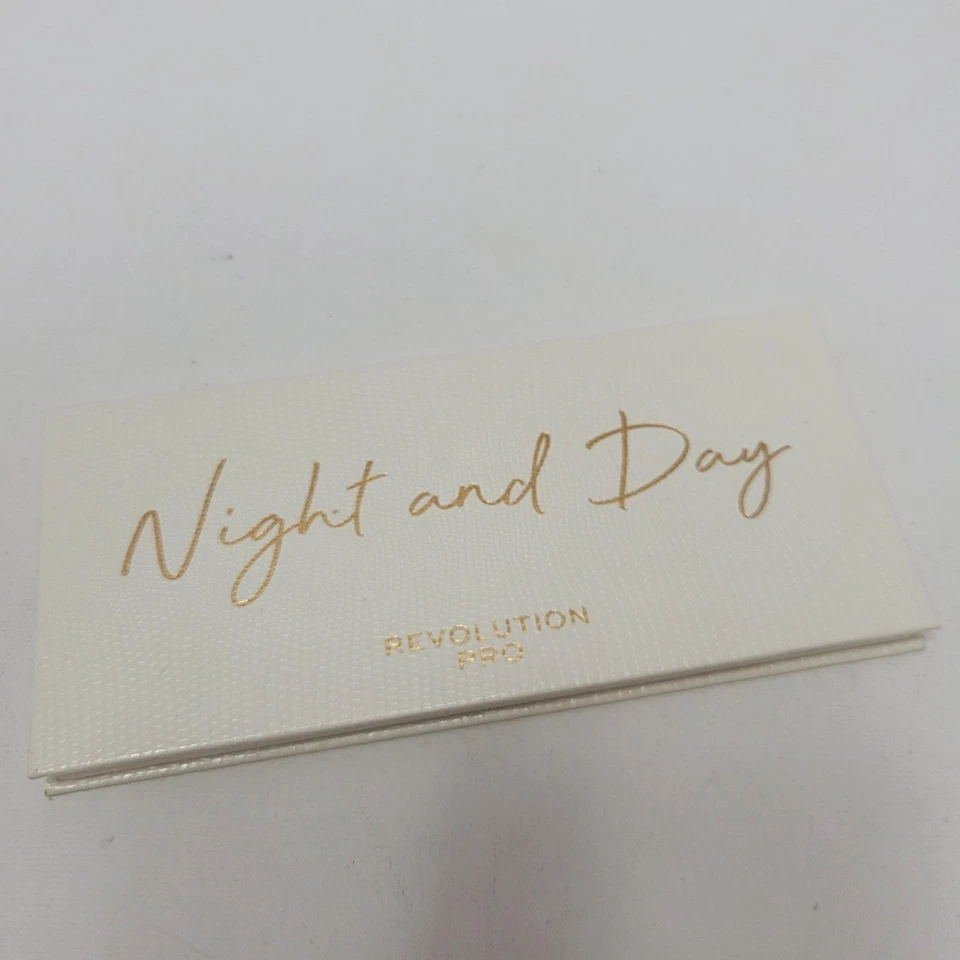 Night and Day
REVOLUTION
PRO